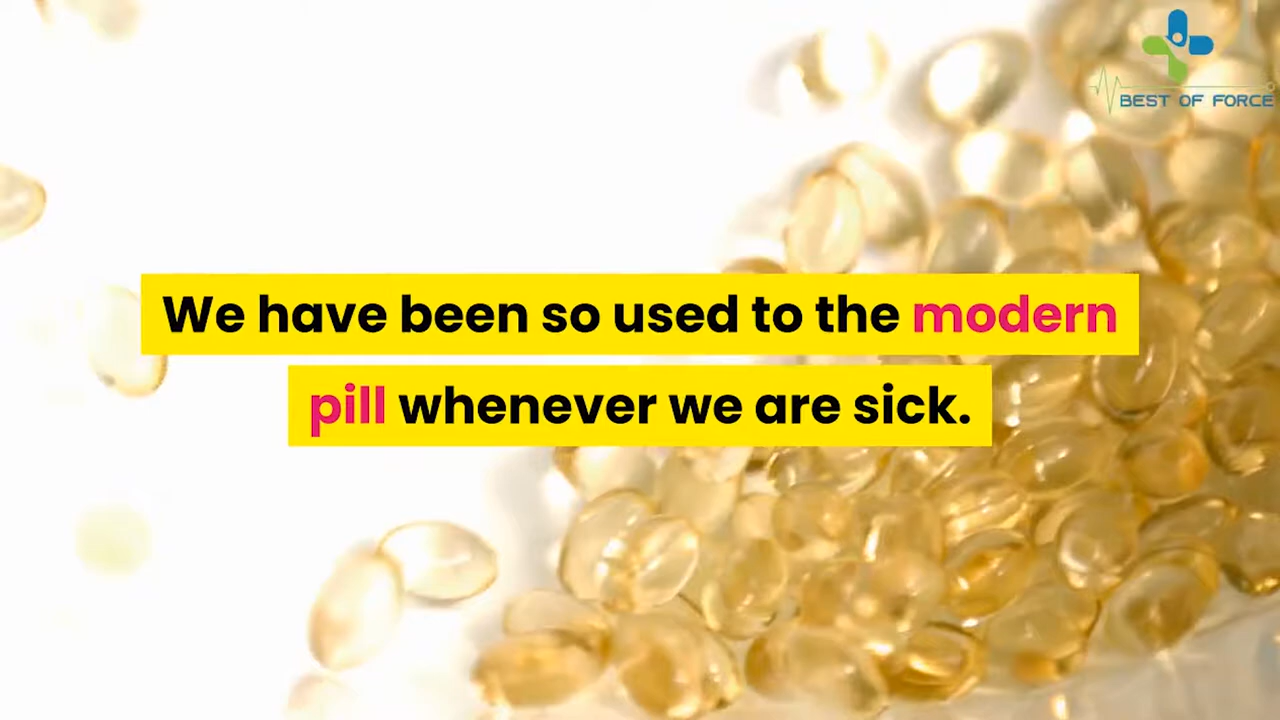 BEST OF FORCE
We have been so used to the modern
pill whenever we are sick.